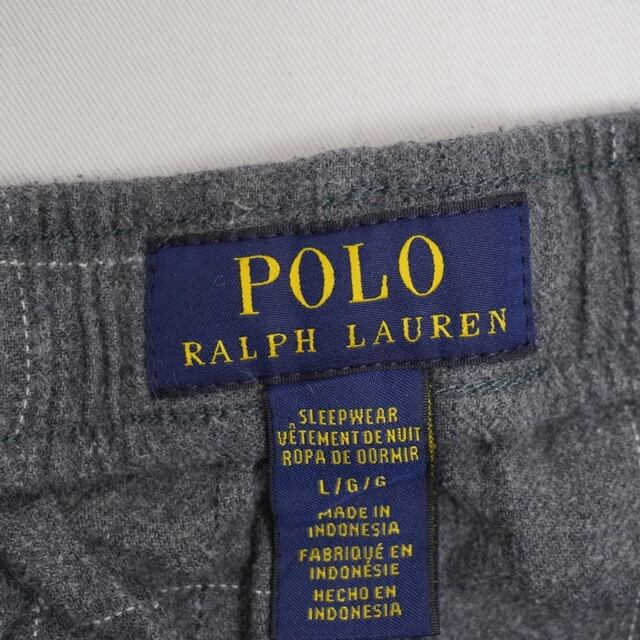 POLO
RALPH LAUREN
SLEEPWEAR
VÊTEMENT DE NUIT
ROPA DE DORMIR
L/G/G
MADE IN
INDONESIA
FABRIQUÉ EN
INDONÉSIE
HECHO EN
INDONESIA